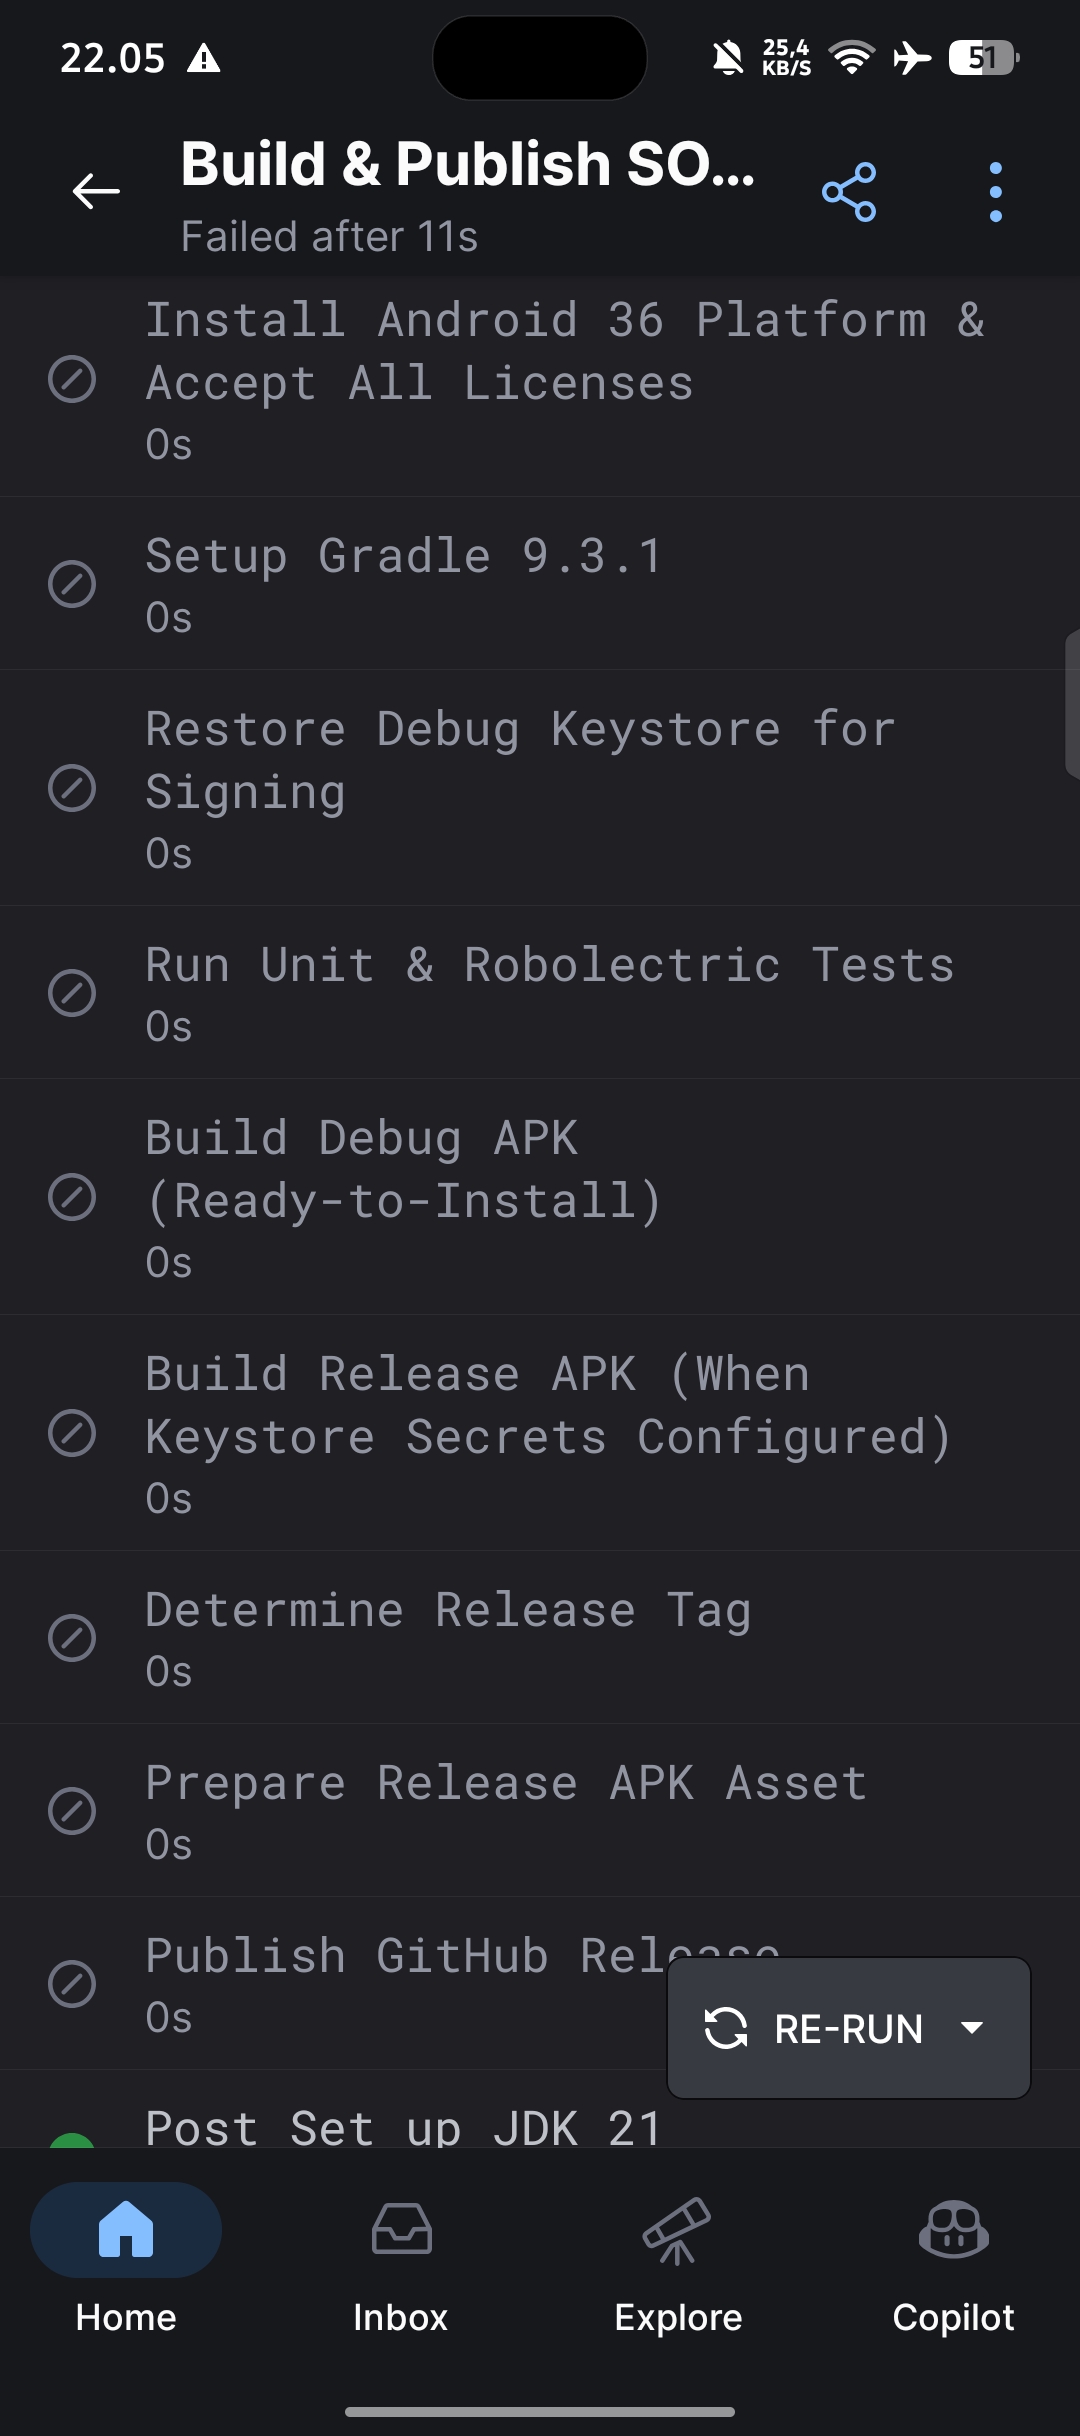 22.05
25,4
KB/S
51
Build & Publish SO...
Failed after 11s
Install Android 36 Platform &
Accept All Licenses
0s
Setup Gradle 9.3.1
0s
Restore Debug Keystore for
Signing
0s
Run Unit & Robolectric Tests
0s
Build Debug APK
(Ready-to-Install)
0s
Build Release APK (When
Keystore Secrets Configured)
0s
Determine Release Tag
0s
Prepare Release APK Asset
0s
Publish GitHub Release
0s
RE-RUN
Post Set up JDK 21
Home
Inbox
Explore
Copilot